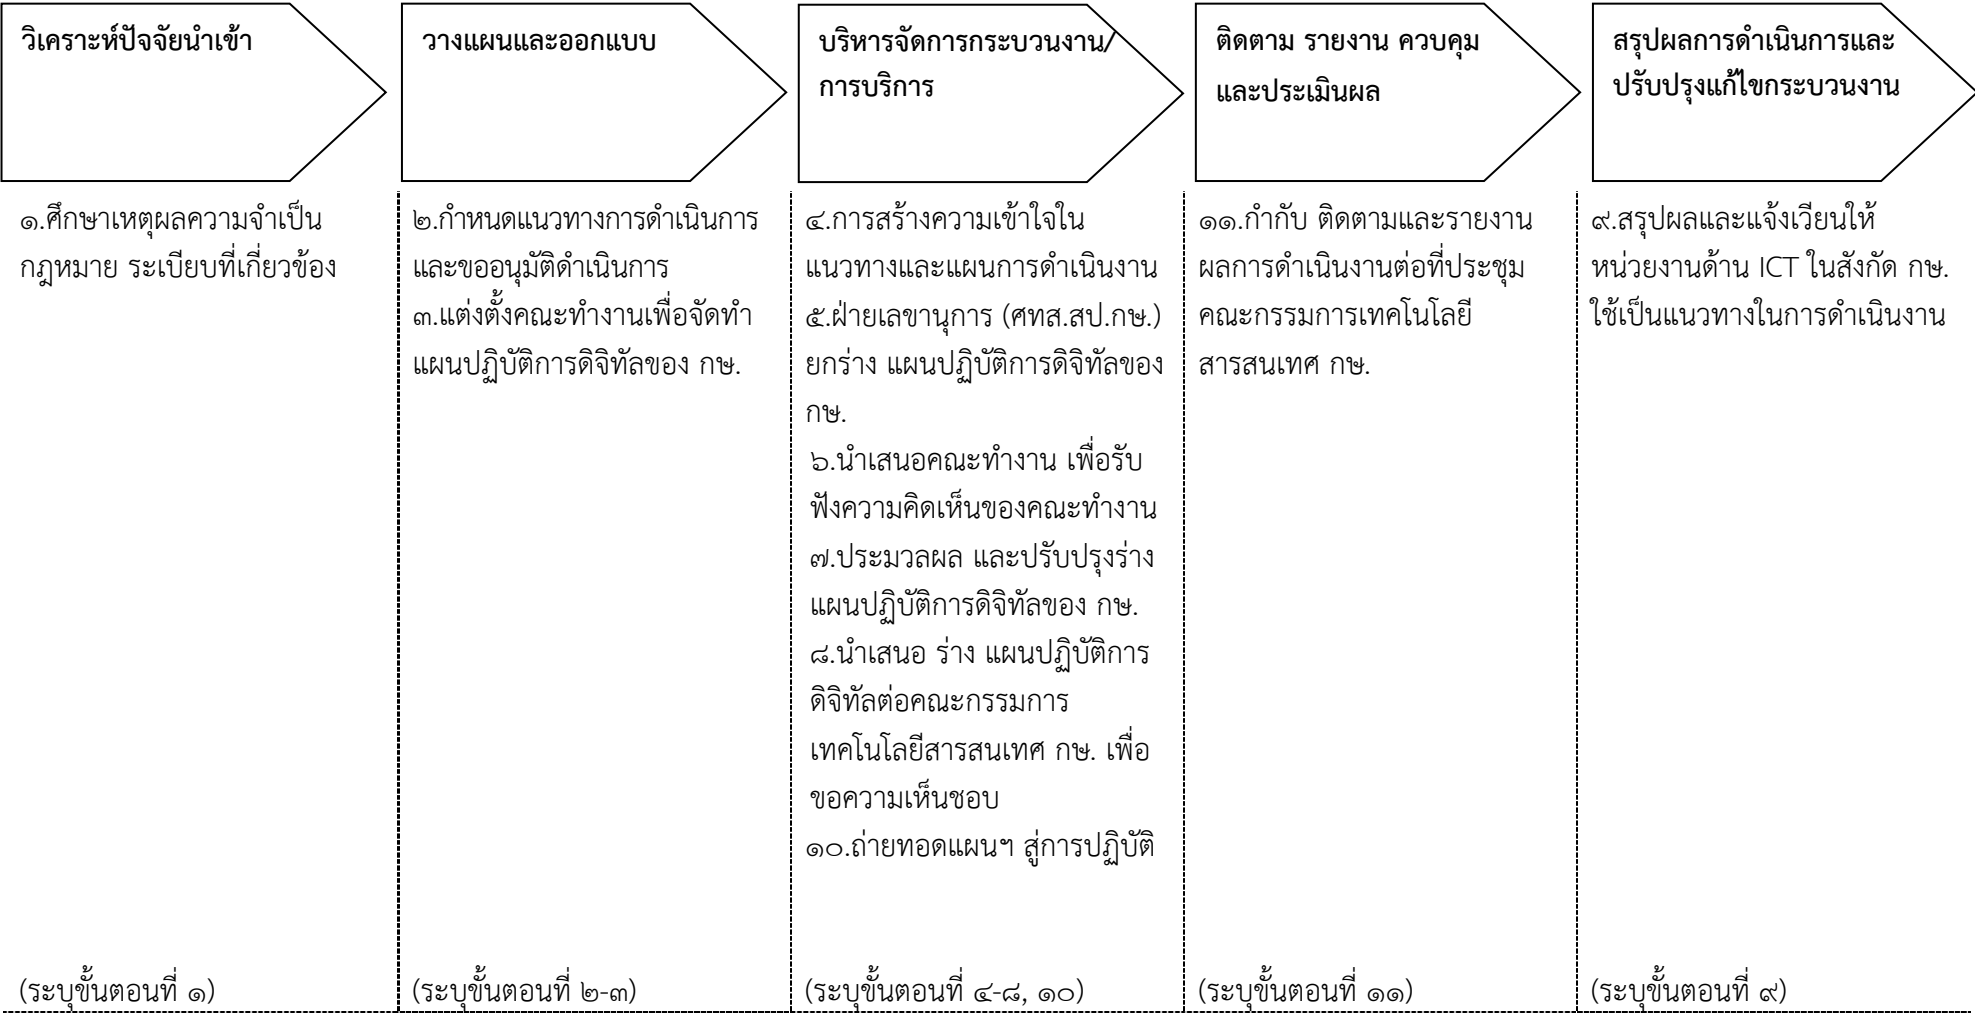 วิเคราะห์ปัจจัยนำเข้า
วางแผนและออกแบบ
บริหารจัดการกระบวนงาน/
การบริการ
ติดตาม รายงาน ควบคุม
และประเมินผล
สรุปผลการดำเนินการและ
ปรับปรุงแก้ไขกระบวนงาน
๑.ศึกษาเหตุผลความจำเป็น
กฎหมาย ระเบียบที่เกี่ยวข้อง
(ระบุขั้นตอนที่ ๑)
๒.กำหนดแนวทางการดำเนินการ
และขออนุมัติดำเนินการ
๓.แต่งตั้งคณะทำงานเพื่อจัดทำ
แผนปฏิบัติการดิจิทัลของ กษ.
(ระบุขั้นตอนที่ ๒-๓)
๔.การสร้างความเข้าใจใน
แนวทางและแผนการดำเนินงาน
๕.ฝ่ายเลขานุการ (ศทส.สป.กษ.)
ยกร่าง แผนปฏิบัติการดิจิทัลของ
กษ.
๖.นำเสนอคณะทำงาน เพื่อรับ
ฟังความคิดเห็นของคณะทำงาน
๗.ประมวลผล และปรับปรุงร่าง
แผนปฏิบัติการดิจิทัลของ กษ.
๘.นำเสนอ ร่าง แผนปฏิบัติการ
ดิจิทัลต่อคณะกรรมการ
เทคโนโลยีสารสนเทศ กษ. เพื่อ
ขอความเห็นชอบ
๑๐.ถ่ายทอดแผนฯ สู่การปฏิบัติ
(ระบุขั้นตอนที่ ๔-๘, ๑๐)
๑๑.กำกับ ติดตามและรายงาน
ผลการดำเนินงานต่อที่ประชุม
คณะกรรมการเทคโนโลยี
สารสนเทศ กษ.
(ระบุขั้นตอนที่ ๑๑)
๙.สรุปผลและแจ้งเวียนให้
หน่วยงานด้าน ICT ในสังกัด กษ.
ใช้เป็นแนวทางในการดำเนินงาน
(ระบุขั้นตอนที่ ๙)